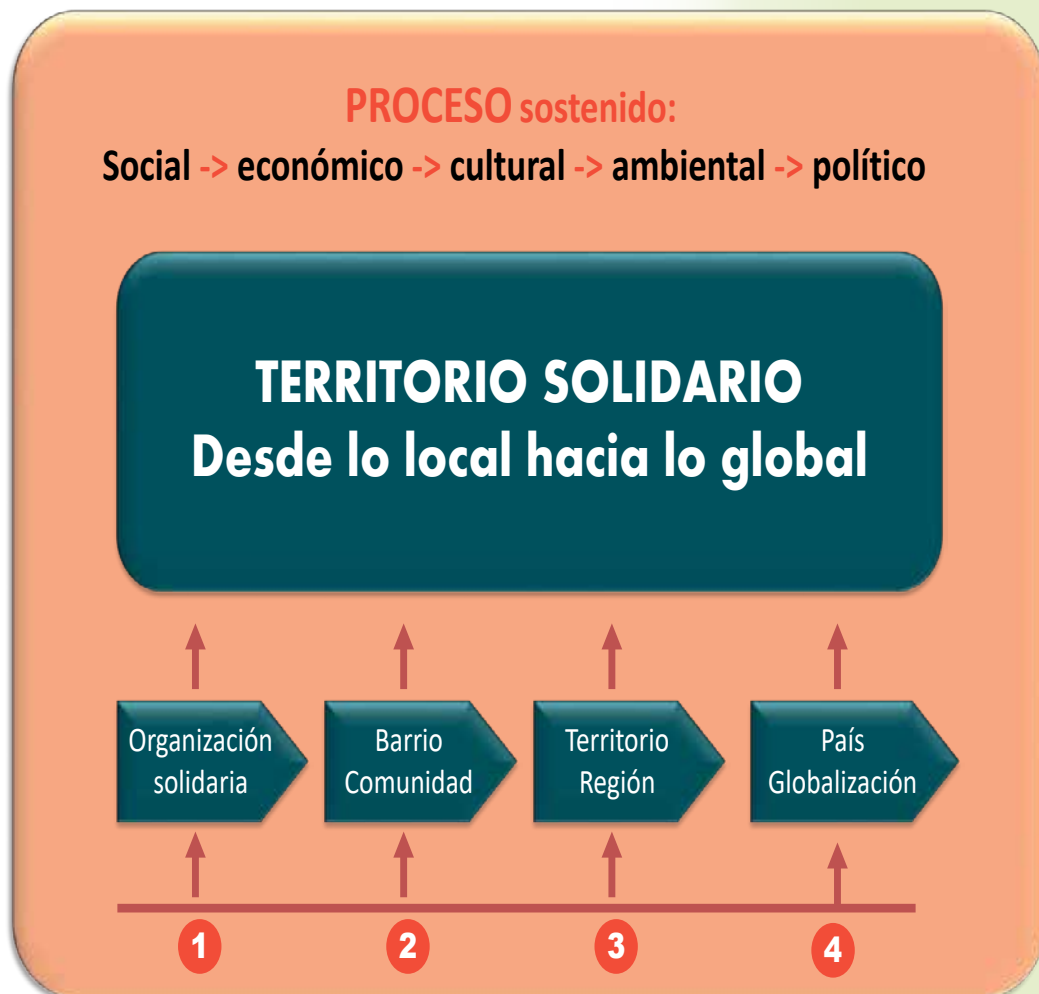 PROCESO sostenido:
Social -> económico -> cultural -> ambiental -> político
TERRITORIO SOLIDARIO
Desde lo local hacia lo global
Organización
solidaria
Barrio
Comunidad
Territorio
Región
País
Globalización
1
2
3
4